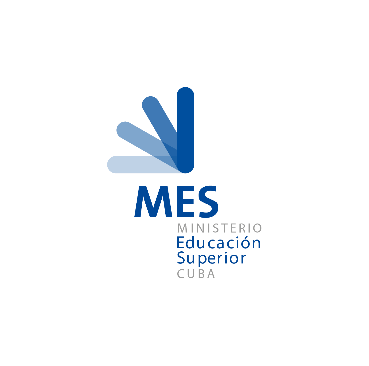 MES
MINISTERIO
Educación
Superior
CUBA